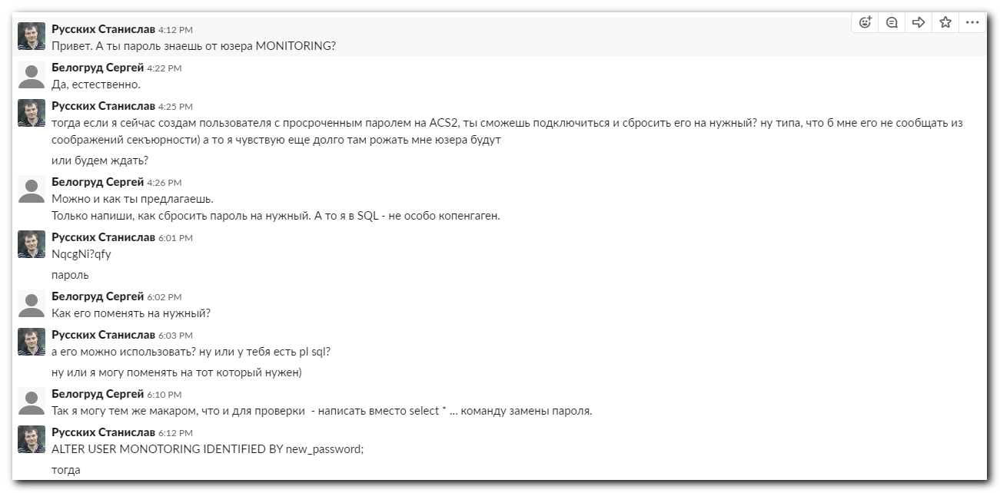 Русских Станислав 4:12 PM
Привет. А ты пароль знаешь от юзера MONITORING?
Белогруд Сергей 4:22 PM
Да, естественно.
Русских Станислав 4:25 PM
тогда если я сейчас создам пользователя с просроченным паролем на ACS2, ты сможешь подключиться и сбросить его на нужный? ну типа, что б мне его не сообщать из
соображений секъюрности) а то я чувствую еще долго там рожать мне юзера будут
или будем ждать?
Белогруд Сергей 4:26 PM
Можно и как ты предлагаешь.
Только напиши, как сбросить пароль на нужный. А то я в SQL - не особо копенгаген.
Русских Станислав 6:01 PM
NqcgNi?qfy
пароль
Белогруд Сергей 6:02 PM
Как его поменять на нужный?
Русских Станислав 6:03 PM
а его можно использовать? ну или у тебя есть pl sql?
ну или я могу поменять на тот который нужен)
Белогруд Сергей 6:10 PM
Так я могу тем же макаром, что и для проверки - написать вместо select * ... команду замены пароля.
Русских Станислав 6:12 PM
ALTER USER MONOTORING IDENTIFIED BY new_password;
тогда